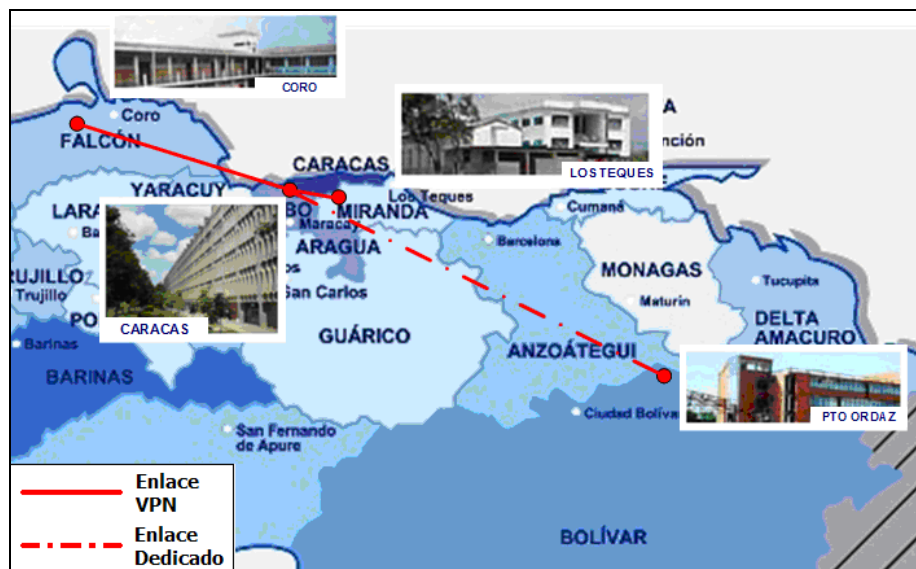 CORO
Coro
FALCÓN
LOS TEQUES
CARACAS
YARACUY
Los Teques
MIRANDA
Cumaná
Maracay
ARAGUA
Barcelona
MONAGAS
Tucupita
TRUJILLO
Trujillo
San Carlos
Maturín
DELTA
AMACURO
CARACAS
GUÁRICO
ANZOÁTEGUI
Barinas
BARINAS
Ciudad Bolívar
PTO ORDAZ
San Fernando
de Apure
Enlace
VPN
Enlace
Dedicado
BOLÍVAR